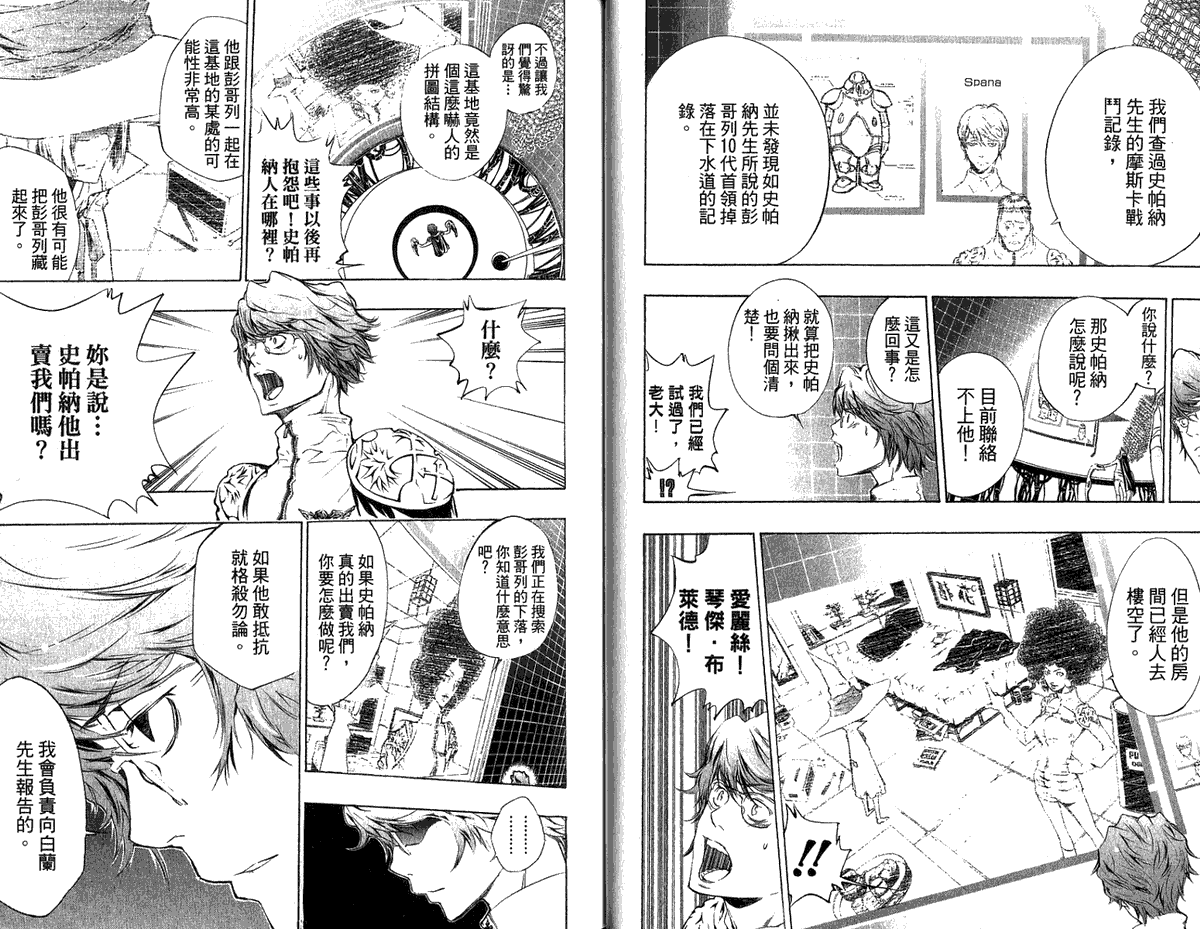 我們查過史帕納
先生的摩斯卡戰
鬥記錄，
Spana
並未發現如史帕
納先生所說的彭
哥列10代首領掉
落在下水道的記
錄。
你說什麼？
那史帕納
怎麼說呢？
目前聯絡
不上他！
這又是怎
麼回事？
就算把史帕
納揪出來，
也要問個清
楚！
我們已經
試過了，
老大！
!?
但是他的房
間已經人去
樓空了。
愛麗絲！
琴傑·布
萊德！
!!
不過讓我
們覺得驚
訝的是…
這基地竟然是
個這麼嚇人的
拼圖結構。
這些事以後再
抱怨吧！史帕
納人在哪裡？
他跟彭哥列一起在
這基地的某處的可
能性非常高。
他很有可能
把彭哥列藏
起來了。
什麼？
妳是說…
史帕納他出
賣我們嗎？
我們正在搜索
彭哥列的下落，
你知道什麼意思
吧？
如果史帕納
真的出賣我們，
你要怎麼做呢？
……
……
如果他敢抵抗
就格殺勿論。
我會負責向白蘭
先生報告的。